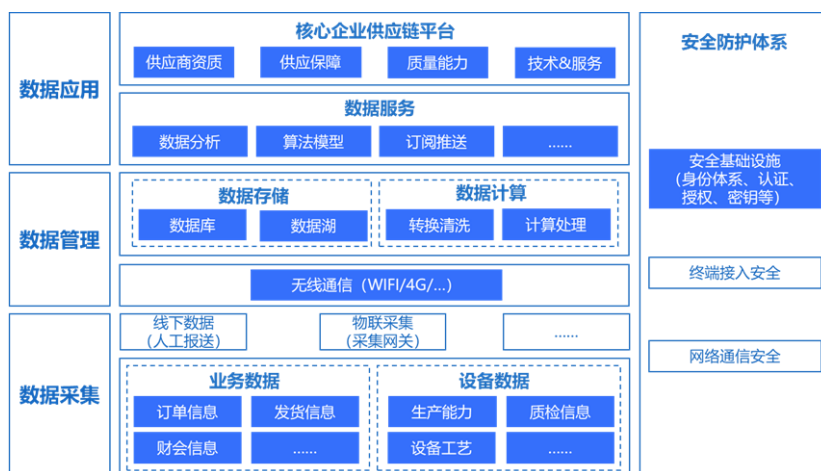 数据应用
核心企业供应链平台
供应商资质
供应保障
质量能力
技术&服务
数据服务
数据分析
算法模型
订阅推送
……
数据管理
数据存储
数据库
数据湖
数据计算
转换清洗
计算处理
无线通信（WIFI/4G/...）
数据采集
线下数据
（人工报送）
物联采集
（采集网关）
……
业务数据
订单信息
发货信息
财会信息
……
设备数据
生产能力
质检信息
设备工艺
……
安全防护体系
安全基础设施
（身份体系、认证、
授权、密钥等）
终端接入安全
网络通信安全